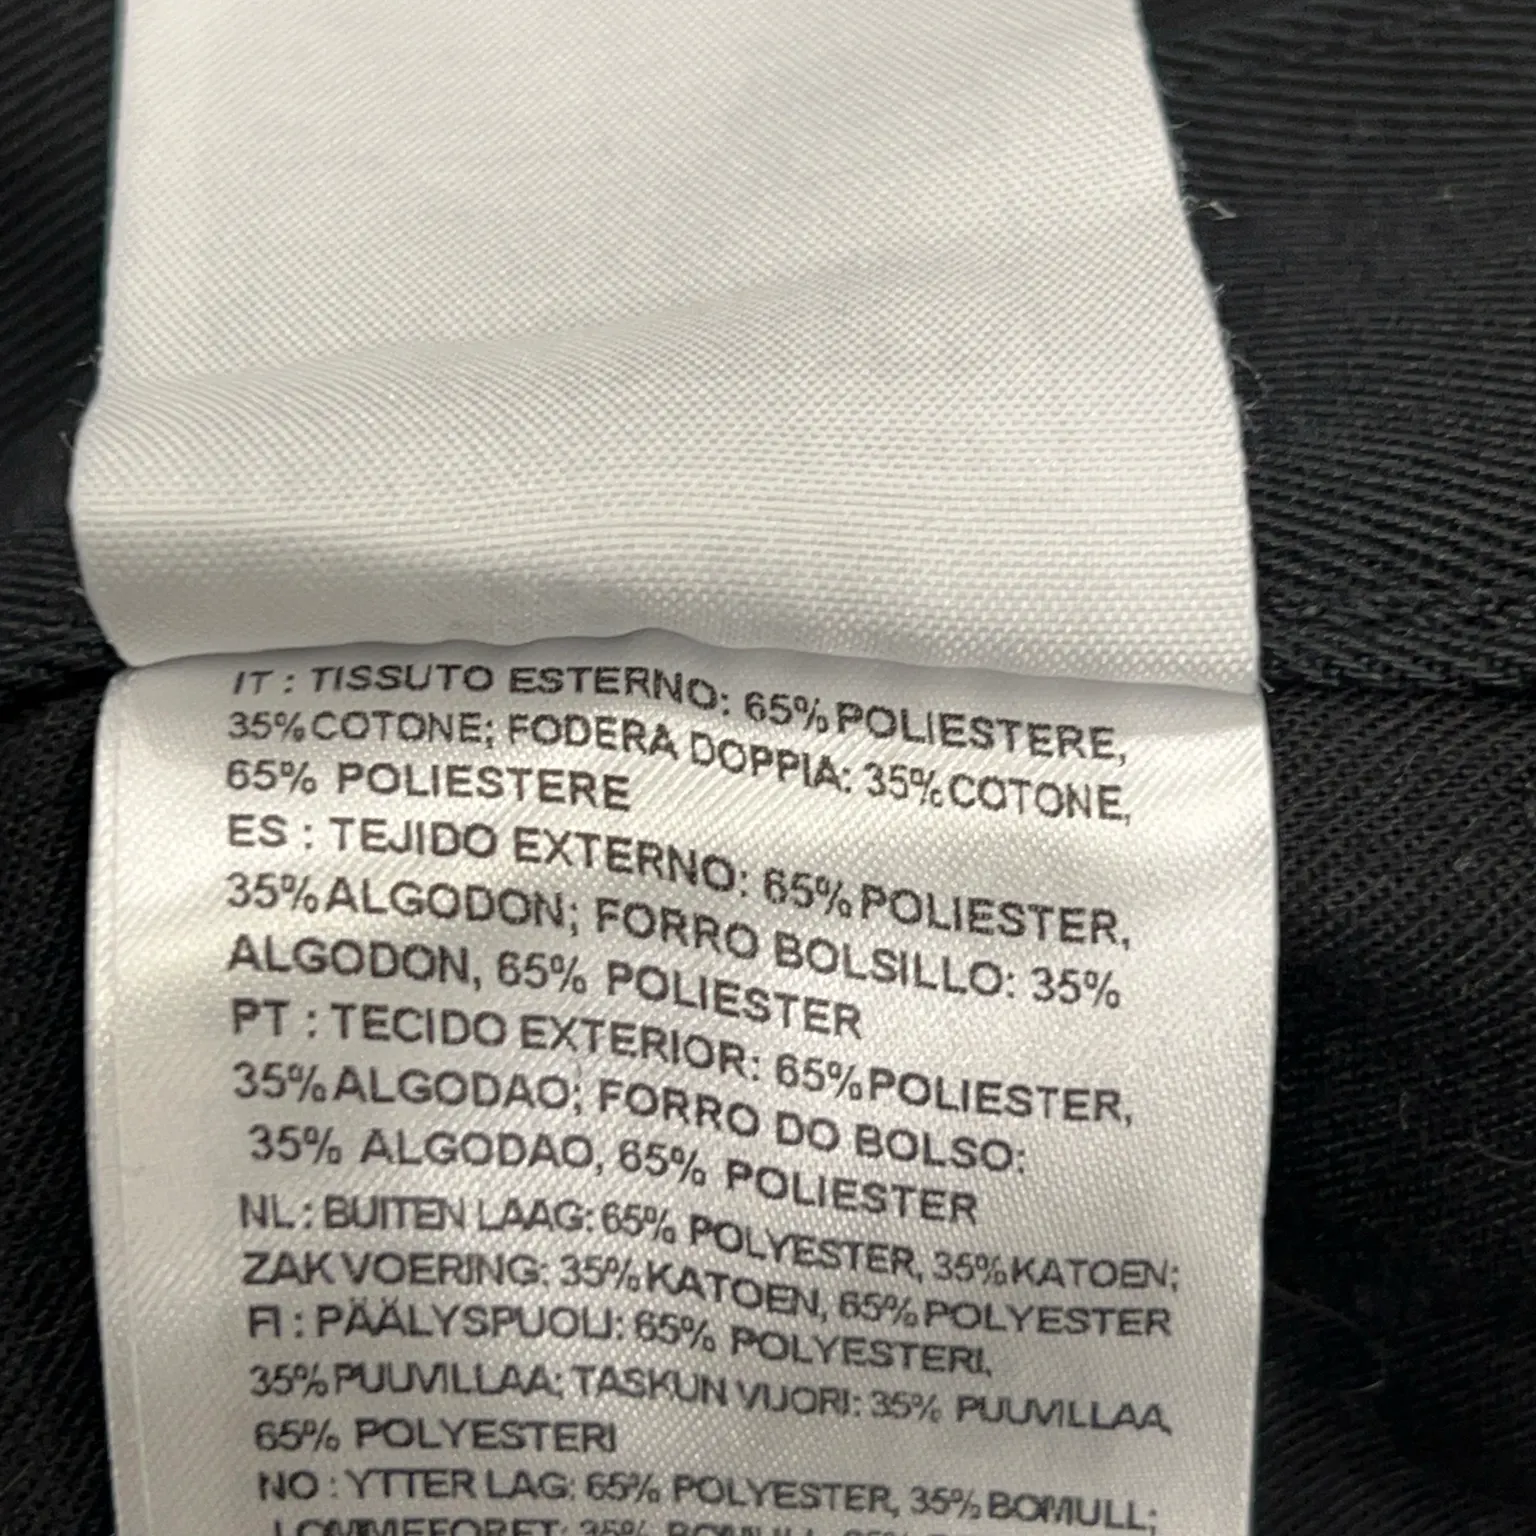 IT : TISSUTO ESTERNO: 65% POLIESTERE,
35% COTONE; FODERA DOPPIA: 35% COTONE,
65% POLIESTERE
ES : TEJIDO EXTERNO: 65% POLIESTER,
35% ALGODON; FORRO BOLSILLO: 35%
ALGODON, 65% POLIESTER
PT : TECIDO EXTERIOR: 65% POLIESTER,
35% ALGODAO; FORRO DO BOLSO:
35% ALGODAO, 65% POLIESTER
NL : BUITEN LAAG: 65% POLYESTER, 35% KATOEN;
ZAK VOERING: 35% KATOEN, 65% POLYESTER
FI : PÄÄLYSPUOLI: 65% POLYESTERI,
35% PUUVILLAA; TASKUN VUORI: 35% PUUVILLAA,
65% POLYESTERI
NO : YTTER LAG: 65% POLYESTER, 35% BOMULL;
LOMMEFORET: 35% BOMULL,